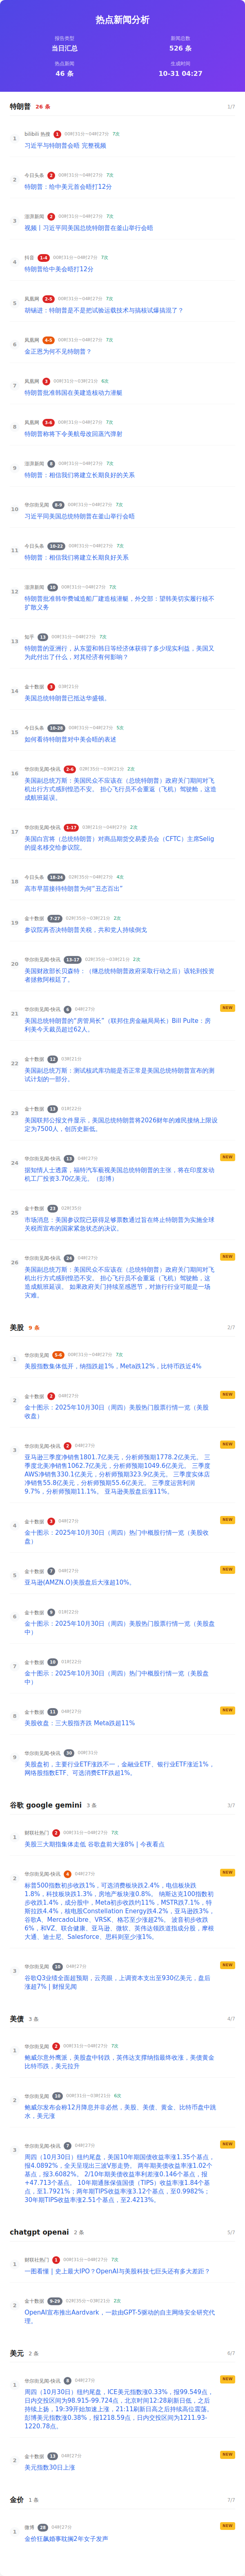 热点新闻分析
报告类型
新闻总数
当日汇总
526 条
热点新闻
生成时间
46 条
10-31 04:27
特朗普 26 条 1/7
1 bilibili 热搜 1 00时31分~04时27分 7次
习近平与特朗普会晤 完整视频
2 今日头条 2 00时31分~04时27分 7次
特朗普：给中美元首会晤打12分
3 澎湃新闻 2 00时31分~04时27分 7次
视频丨习近平同美国总统特朗普在釜山举行会晤
4 抖音 1-4 00时31分~04时27分 7次
特朗普给中美会晤打12分
5 凤凰网 2-5 00时31分~04时27分 7次
胡锡进：特朗普是不是把试验运载技术与搞核试爆搞混了？
6 凤凰网 4-5 00时31分~04时27分 7次
金正恩为何不见特朗普？
7 凤凰网 3 00时31分~03时21分 6次
特朗普批准韩国在美建造核动力潜艇
8 凤凰网 3-6 00时31分~04时27分 7次
特朗普称将下令美航母改回蒸汽弹射
9 澎湃新闻 8 00时31分~04时27分 7次
特朗普：相信我们将建立长期良好的关系
10 华尔街见闻 8-9 00时31分~04时27分 7次
习近平同美国总统特朗普在釜山举行会晤
11 今日头条 10-22 00时31分~04时27分 7次
特朗普：相信我们将建立长期良好关系
12 澎湃新闻 10 00时31分~04时27分 7次
特朗普批准韩华费城造船厂建造核潜艇，外交部：望韩美切实履行核不
扩散义务
13 知乎 13 00时31分~04时27分 7次
特朗普的亚洲行，从东盟和韩日等经济体获得了多少现实利益，美国又
为此付出了什么，对其经济有何影响？
14 金十数据 3 03时21分
美国总统特朗普已抵达华盛顿。
15 今日头条 10-28 00时31分~04时27分 5次
如何看待特朗普对中美会晤的表述
16 华尔街见闻-快讯 2-6 02时35分~03时21分 2次
美国副总统万斯：美国民众不应该在（总统特朗普）政府关门期间对飞
机出行方式感到惶恐不安。 担心飞行员不会重返（飞机）驾驶舱，这造
成航班延误。
17 华尔街见闻-快讯 1-17 03时21分~04时27分 2次
美国白宫将（总统特朗普）对商品期货交易委员会（CFTC）主席Selig
的提名移交给参议院。
18 今日头条 18-24 02时35分~04时27分 4次
高市早苗接待特朗普为何“丑态百出”
19 金十数据 7-27 02时35分~03时21分 2次
参议院再否决特朗普关税，共和党人持续倒戈
20 华尔街见闻-快讯 13-17 02时35分~03时21分 2次
美国财政部长贝森特：（继总统特朗普政府采取行动之后）该轮到投资
者拯救阿根廷了。
21 华尔街见闻-快讯 6 04时27分 NEW
美国总统特朗普的“房管局长”（联邦住房金融局局长）Bill Pulte：房
利美今天裁员超过62人。
22 金十数据 12 03时21分
美国副总统万斯：测试核武库功能是否正常是美国总统特朗普宣布的测
试计划的一部分。
23 金十数据 13 01时22分
美国联邦公报文件显示，美国总统特朗普将2026财年的难民接纳上限设
定为7500人，创历史新低。
24 华尔街见闻-快讯 15 04时27分 NEW
据知情人士透露，福特汽车藐视美国总统特朗普的主张，将在印度发动
机工厂投资3.70亿美元。（彭博）
25 金十数据 23 02时35分
市场消息：美国参议院已获得足够票数通过旨在终止特朗普为实施全球
关税而宣布的国家紧急状态的决议。
26 华尔街见闻-快讯 24 04时27分 NEW
美国副总统万斯：美国民众不应该在（总统特朗普）政府关门期间对飞
机出行方式感到惶恐不安。 担心飞行员不会重返（飞机）驾驶舱，这
造成航班延误。 如果政府关门持续至感恩节，对旅行行业可能是一场
灾难。
美股 9 条 2/7
1 华尔街见闻 5-6 00时31分~04时27分 7次
美股指数集体低开，纳指跌超1%，Meta跌12%，比特币跌近4%
2 金十数据 2 04时27分 NEW
金十图示：2025年10月30日（周四）美股热门股票行情一览（美股
收盘）
3 华尔街见闻-快讯 2 04时27分 NEW
亚马逊三季度净销售1801.7亿美元，分析师预期1778.2亿美元。 三季
度北美净销售1062.7亿美元，分析师预期1049.6亿美元。 三季度
AWS净销售330.1亿美元，分析师预期323.9亿美元。 三季度实体店
净销售55.8亿美元，分析师预期55.6亿美元。 三季度运营利润
9.7%，分析师预期11.1%。 亚马逊美股盘后涨11%。
4 金十数据 3 04时27分 NEW
金十图示：2025年10月30日（周四）热门中概股行情一览（美股收
盘）
5 金十数据 7 04时27分 NEW
亚马逊(AMZN.O)美股盘后大涨超10%。
6 金十数据 9 01时22分
金十图示：2025年10月30日（周四）美股热门股票行情一览（美股盘
中）
7 金十数据 10 01时22分
金十图示：2025年10月30日（周四）热门中概股行情一览（美股盘
中）
8 金十数据 11 04时27分 NEW
美股收盘：三大股指齐跌 Meta跌超11%
9 华尔街见闻-快讯 30 00时31分
美股盘初，主要行业ETF涨跌不一，金融业ETF、银行业ETF涨近1%，
网络股指数ETF、可选消费ETF跌超1%。
谷歌 google gemini 3 条 3/7
1 财联社热门 2 00时31分~04时27分 7次
美股三大期指集体走低 谷歌盘前大涨8%丨今夜看点
2 华尔街见闻-快讯 4 04时27分 NEW
标普500指数初步收跌1%，可选消费板块跌2.4%，电信板块跌
1.8%，科技板块跌1.3%，房地产板块涨0.8%。 纳斯达克100指数初
步收跌1.4%，成分股中，Meta初步收跌约11%，MSTR跌7.1%，特
斯拉跌4.4%，核电股Constellation Energy跌4.2%，亚马逊跌3%，
谷歌A、MercadoLibre、VRSK、格芯至少涨超2%。 波音初步收跌
6%，和VZ、联合健康、亚马逊、微软、英伟达领跌道指成分股，摩根
大通、迪士尼、Salesforce、思科则至少涨1%。
3 华尔街见闻 19 04时27分 NEW
谷歌Q3业绩全面超预期，云亮眼，上调资本支出至930亿美元，盘后
涨超7% | 财报见闻
美债 3 条 4/7
1 华尔街见闻 2 00时31分~04时27分 7次
鲍威尔意外鹰派，美股盘中转跌，英伟达支撑纳指最终收涨，美债黄金
比特币跌，美元拉升
2 华尔街见闻 19 00时31分~03时21分 6次
鲍威尔发布会称12月降息并非必然，美股、美债、黄金、比特币盘中跳
水，美元涨
3 华尔街见闻-快讯 7 04时27分 NEW
周四（10月30日）纽约尾盘，美国10年期国债收益率涨1.35个基点，
报4.0892%，全天呈现出三波V形走势。 两年期美债收益率涨1.02个
基点，报3.6082%。 2/10年期美债收益率利差涨0.146个基点，报
+47.713个基点。 10年期通胀保值国债（TIPS）收益率涨1.84个基
点，至1.7921%；两年期TIPS收益率涨3.12个基点，至0.9982%；
30年期TIPS收益率涨2.51个基点，至2.4213%。
chatgpt openai 2 条 5/7
1 财联社热门 1 00时31分~04时27分 7次
一图看懂 | 史上最大IPO？OpenAI与美股科技七巨头还有多大差距？
2 金十数据 9-29 02时35分~03时21分 2次
OpenAI宣布推出Aardvark，一款由GPT-5驱动的自主网络安全研究代
理。
美元 2 条 6/7
1 华尔街见闻-快讯 8 04时27分 NEW
周四（10月30日）纽约尾盘，ICE美元指数涨0.33%，报99.549点，
日内交投区间为98.915-99.724点，北京时间12:28刷新日低，之后
持续上扬，19:39开始加速上涨，21:11刷新日高之后持续高位震荡。
彭博美元指数涨0.38%，报1218.59点，日内交投区间为1211.93-
1220.78点。
2 金十数据 13 04时27分 NEW
美元指数30日上涨
金价 1 条 7/7
1 微博 28 04时27分 NEW
金价狂飙婚事耽搁2年女子发声